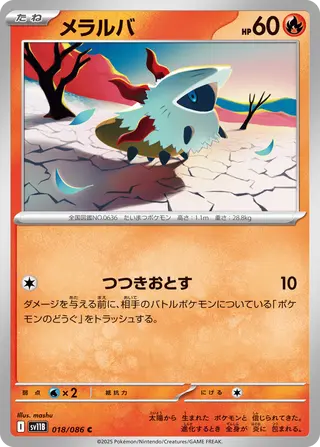 たね
メラルバ
HP60
全国図鑑NO.0636 たいまつポケモン 高さ:1.1m 重さ:28.8kg
つつきおとす 10
ダメージを与える前に、相手のバトルポケモンについている「ポケ
モンのどうぐ」をトラッシュする。
弱点 ×2 抵抗力 にげる
Illus. mashu
I sv11B 018/086 C
太陽から 生まれた ポケモンと 信
じられ
©2025 Pokémon/Nintendo/Creatures/GAME FREAK.